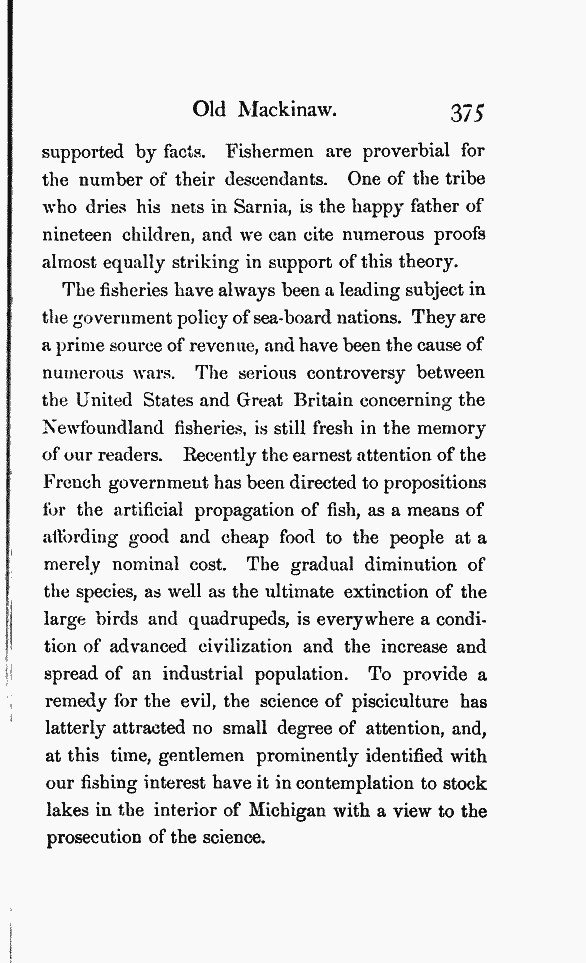 Old Mackinaw. 375
supported by facts. Fishermen are proverbial for
the number of their descendants. One of the tribe
who dries his nets in Sarnia, is the happy father of
nineteen children, and we can cite numerous proofs
almost equally striking in support of this theory.
The fisheries have always been a leading subject in
the government policy of sea-board nations. They are
a prime source of revenue, and have been the cause of
numerous wars. The serious controversy between
the United States and Great Britain concerning the
Newfoundland fisheries, is still fresh in the memory
of our readers. Recently the earnest attention of the
French government has been directed to propositions
for the artificial propagation of fish, as a means of
affording good and cheap food to the people at a
merely nominal cost. The gradual diminution of
the species, as well as the ultimate extinction of the
large birds and quadrupeds, is everywhere a condi-
tion of advanced civilization and the increase and
spread of an industrial population. To provide a
remedy for the evil, the science of pisciculture has
latterly attracted no small degree of attention, and,
at this time, gentlemen prominently identified with
our fishing interest have it in contemplation to stock
lakes in the interior of Michigan with a view to the
prosecution of the science.